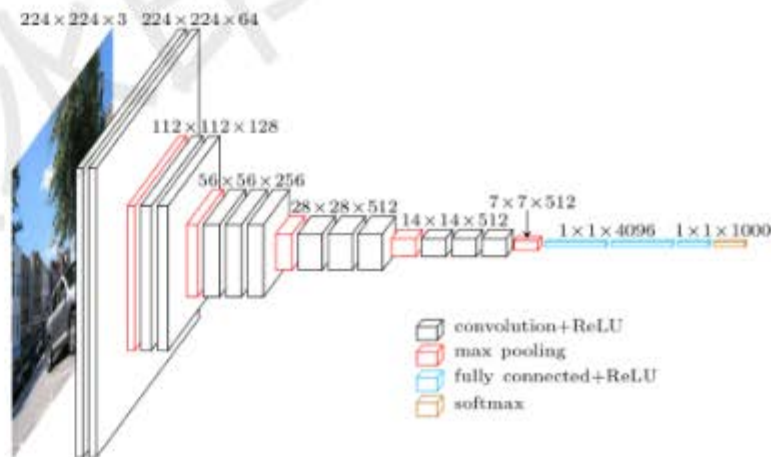 224×224×3
224×224×64
112×112×128
56×56×256
28×28×512
14×14×512
7×7×512
1×1×4096
1×1×1000
convolution+ReLU
max pooling
fully connected+ReLU
softmax